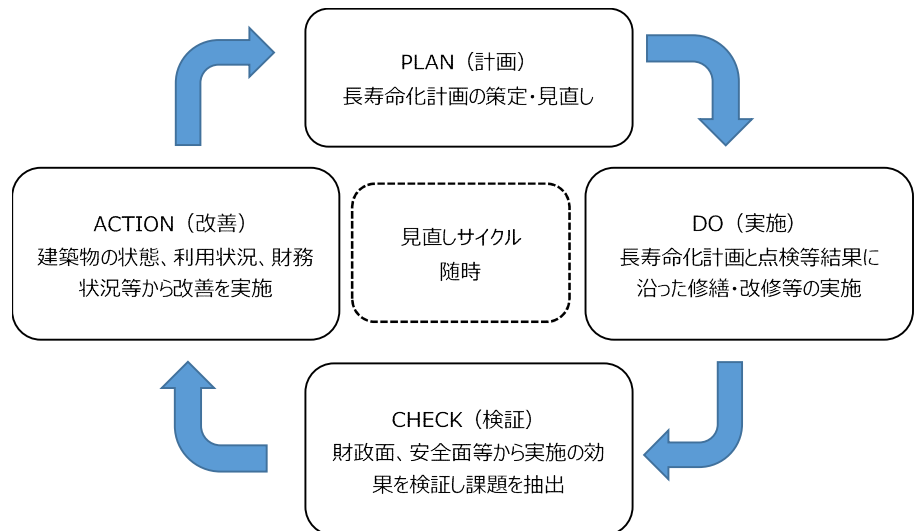 PLAN（計画）
長寿命化計画の策定・見直し
ACTION（改善）
建築物の状態、利用状況、財務
状況等から改善を実施
見直しサイクル
随時
DO（実施）
長寿命化計画と点検等結果に
沿った修繕・改修等の実施
CHECK（検証）
財政面、安全面等から実施の効
果を検証し課題を抽出